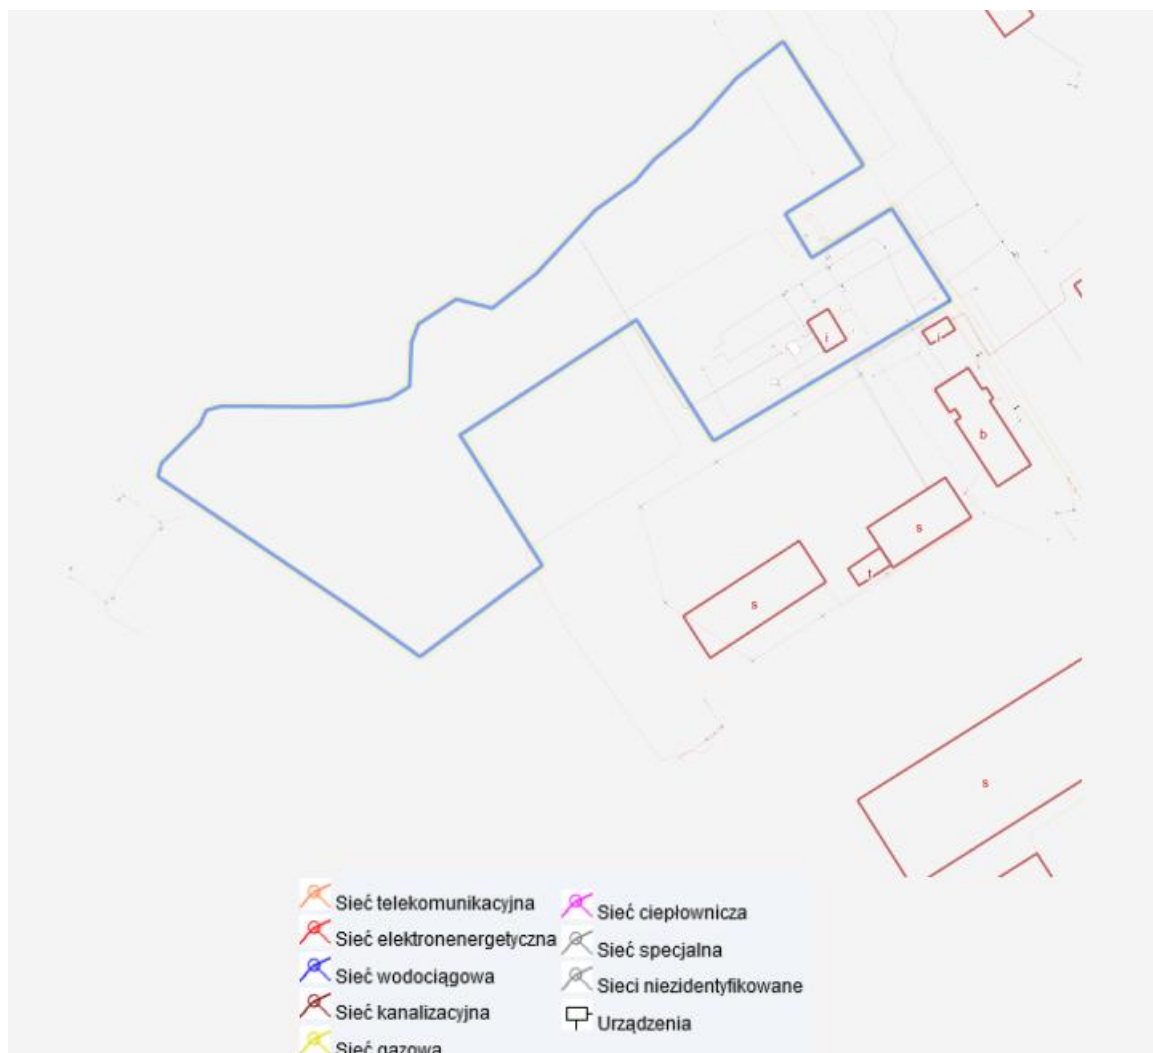 i
i
b
s
s
t
s
Sieć telekomunikacyjna
Sieć elektronenergetyczna
Sieć wodociągowa
Sieć kanalizacyjna
Sieć gazowa
Sieć ciepłownicza
Sieć specjalna
Sieci niezidentyfikowane
Urządzenia